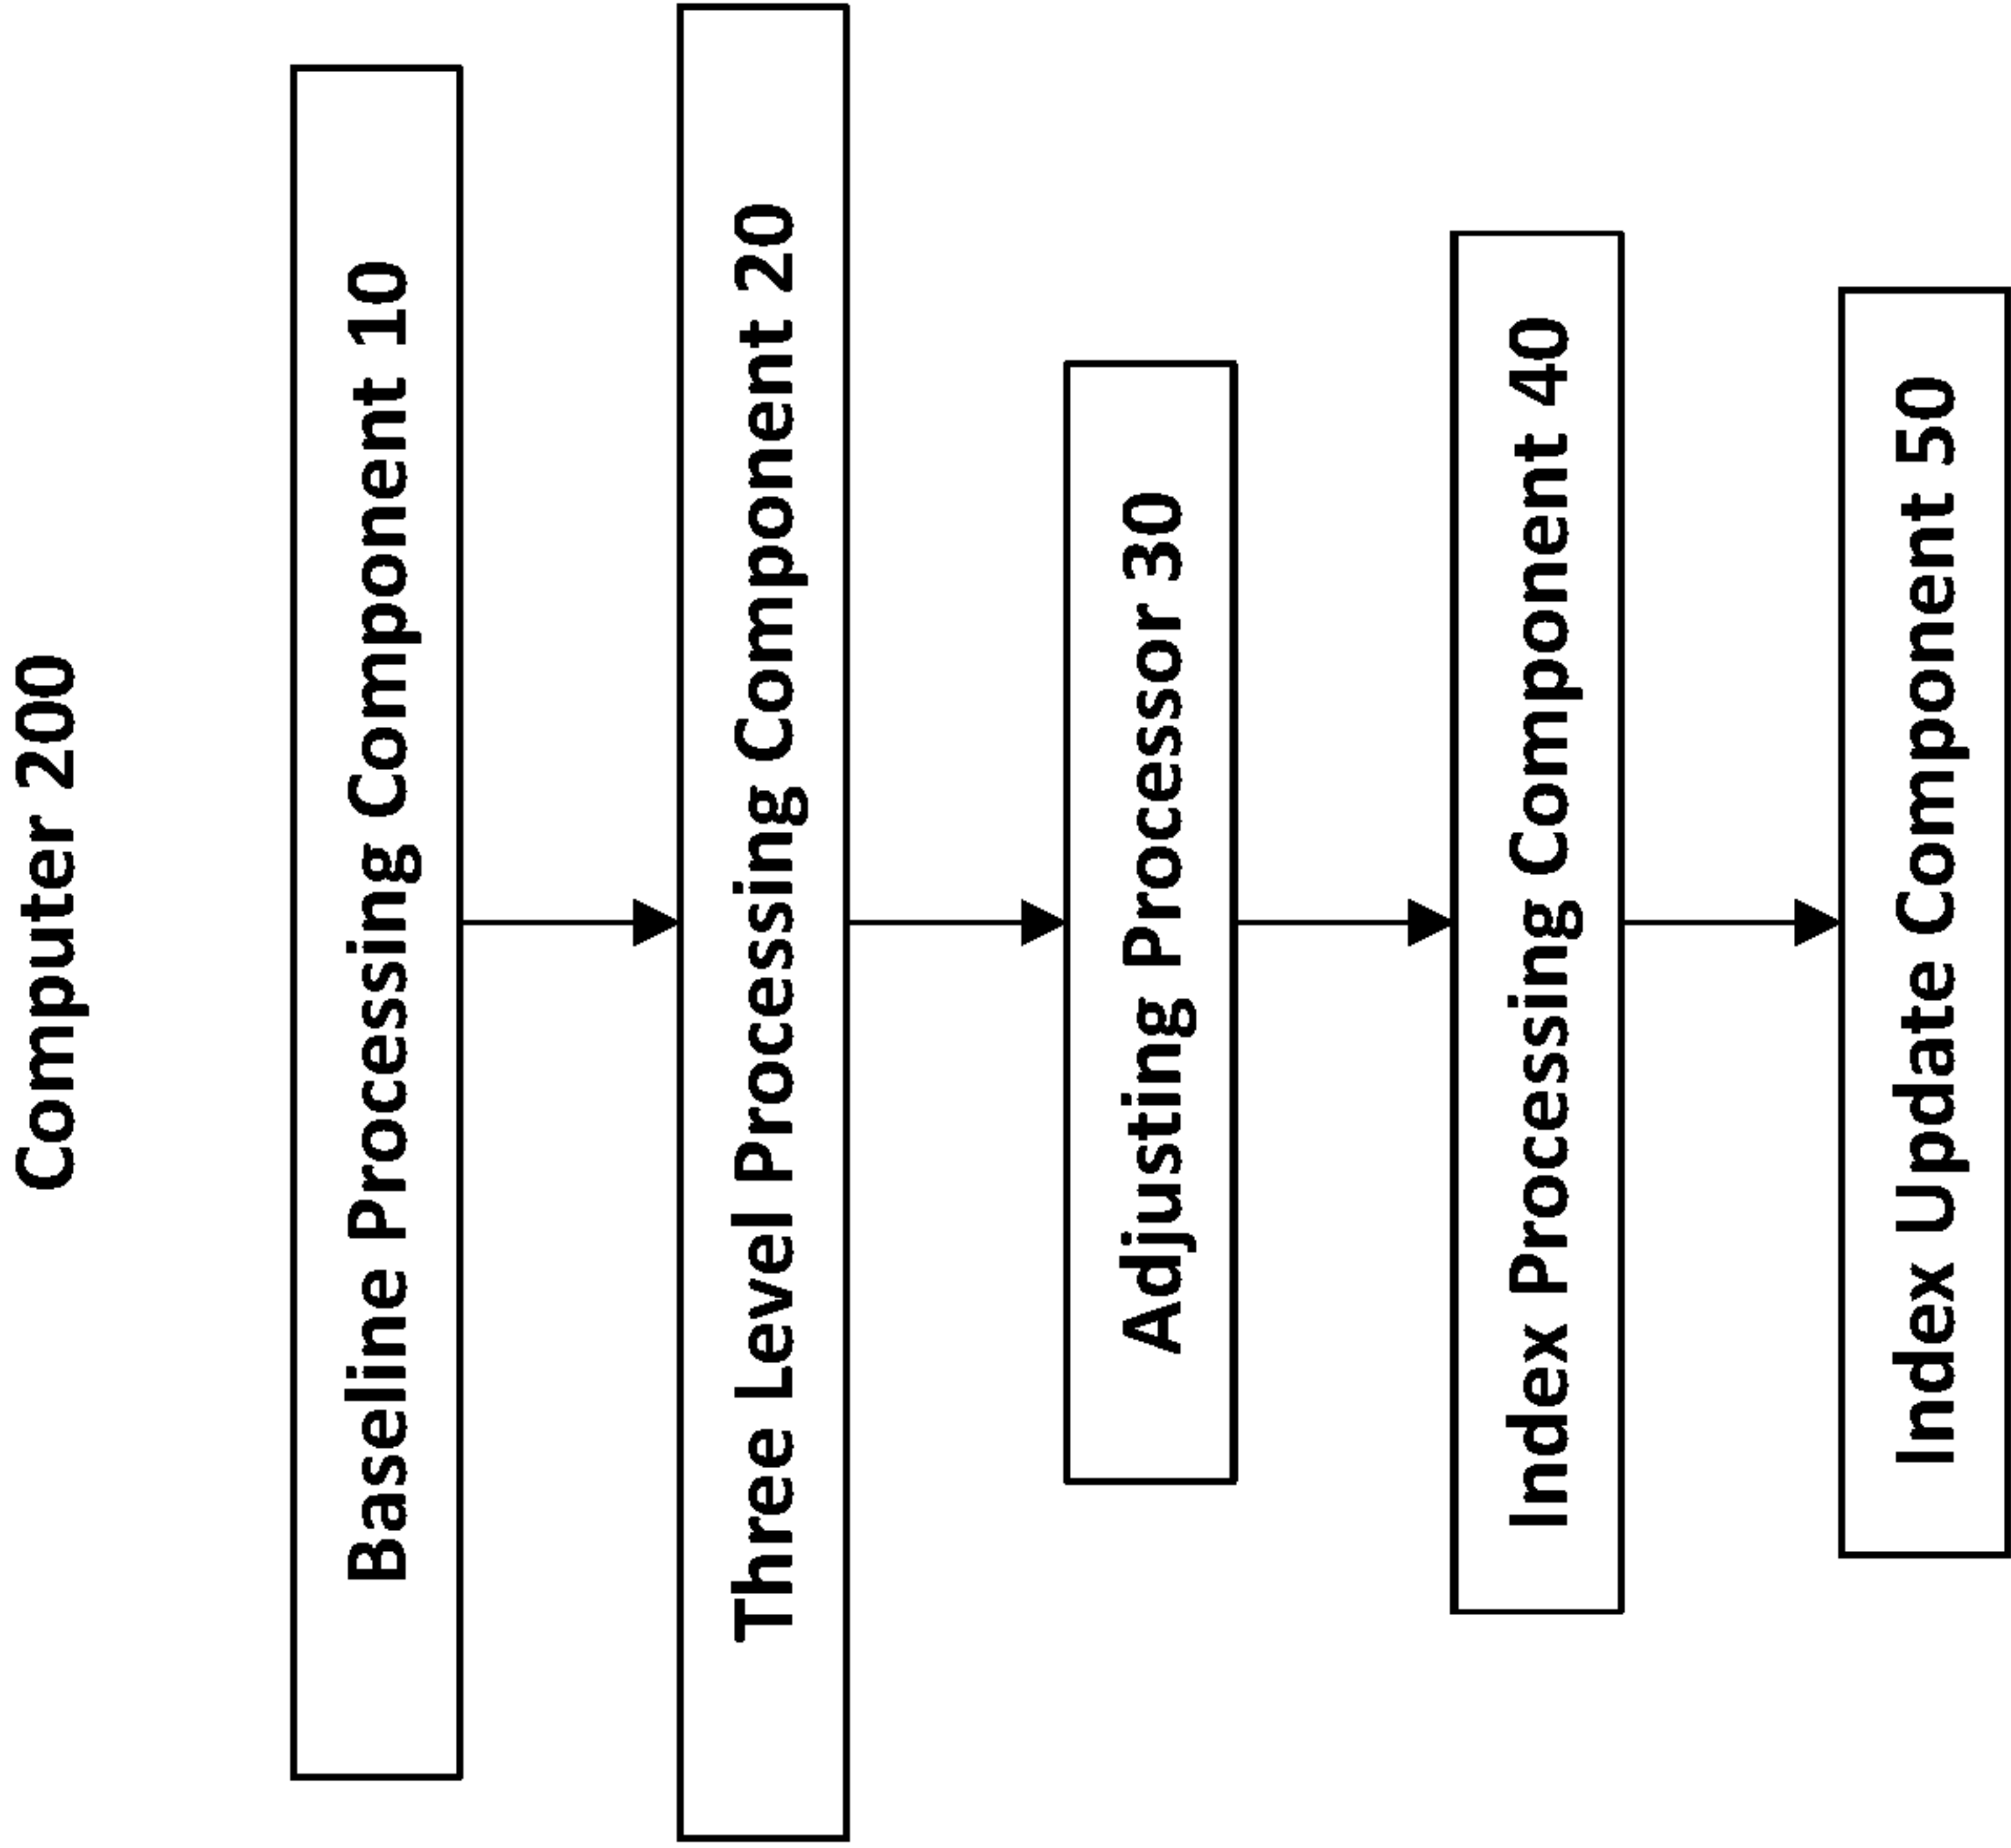 Computer 200
Baseline Processing Component 10
Three Level Processing Component 20
Adjusting Processor 30
Index Processing Component 40
Index Update Component 50